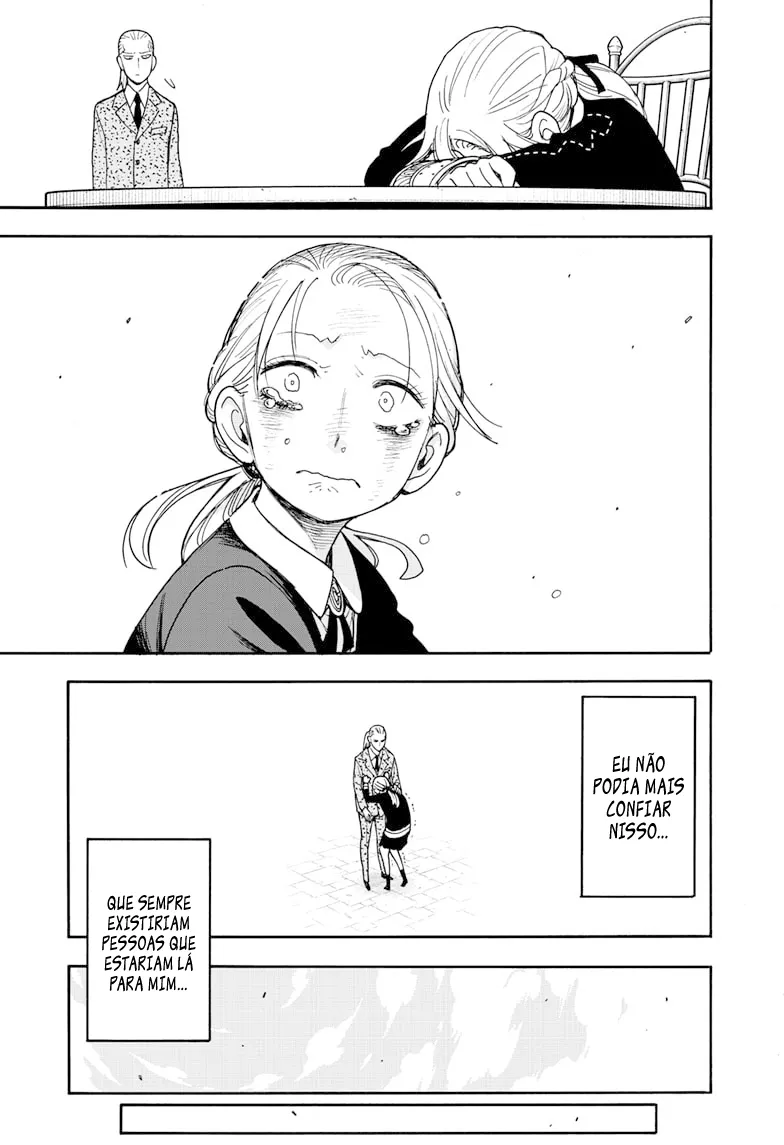 EU NÃO
PODIA MAIS
CONFIAR
NISSO...
QUE SEMPRE
EXISTIRIAM
PESSOAS QUE
ESTARIAM LÁ
PARA MIM...